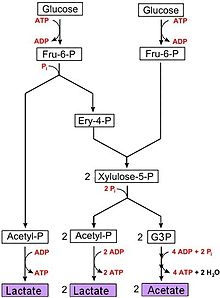 Glucose Glucose
ATP ATP
ADP ADP
Fru-6-P Fru-6-P
Pi
Ery-4-P
2 Xylulose-5-P
2 Pi
Acetyl-P 2 Acetyl-P 2 G3P
ADP 2 ADP 4 ADP + 2 Pi
ATP 2 ATP 4 ATP + 2 H2O
Lactate 2 Lactate 2 Acetate